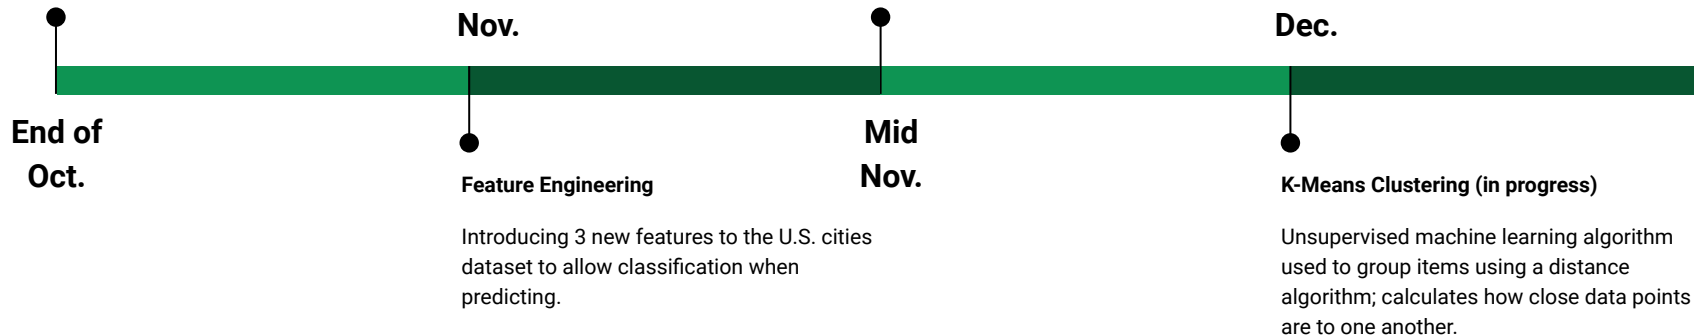 Nov.
Dec.
End of
Oct.
Mid
Nov.
Feature Engineering
Introducing 3 new features to the U.S. cities
dataset to allow classification when
predicting.
K-Means Clustering (in progress)
Unsupervised machine learning algorithm
used to group items using a distance
algorithm; calculates how close data points
are to one another.